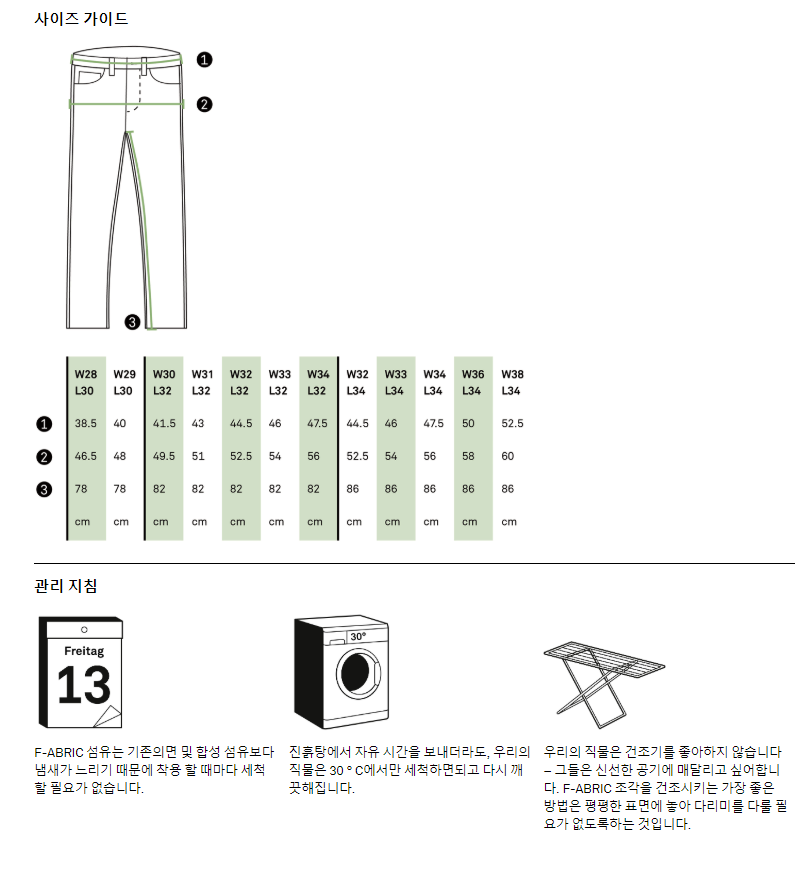 사이즈 가이드
1
2
3
W28 W29 W30 W31 W32 W33 W34 W32 W33 W34 W36 W38
L30 L30 L32 L32 L32 L32 L32 L34 L34 L34 L34 L34
1 38.5 40 41.5 43 44.5 46 47.5 44.5 46 47.5 50 52.5
2 46.5 48 49.5 51 52.5 54 56 52.5 54 56 58 60
3 78 78 82 82 82 82 82 86 86 86 86 86
cm cm cm cm cm cm cm cm cm cm cm cm
관리 지침
Freitag
13
F-ABRIC 섬유는 기존의면 및 합성 섬유보다
냄새가 느리기 때문에 착용 할 때마다 세척
할 필요가 없습니다.
30°
진흙탕에서 자유 시간을 보내더라도, 우리의
직물은 30 ° C에서만 세척하면되고 다시 깨
끗해집니다.
우리의 직물은 건조기를 좋아하지 않습니다
– 그들은 신선한 공기에 매달리고 싶어합니
다. F-ABRIC 조각을 건조시키는 가장 좋은
방법은 평평한 표면에 놓아 다리미를 다룰 필
요가 없도록하는 것입니다.